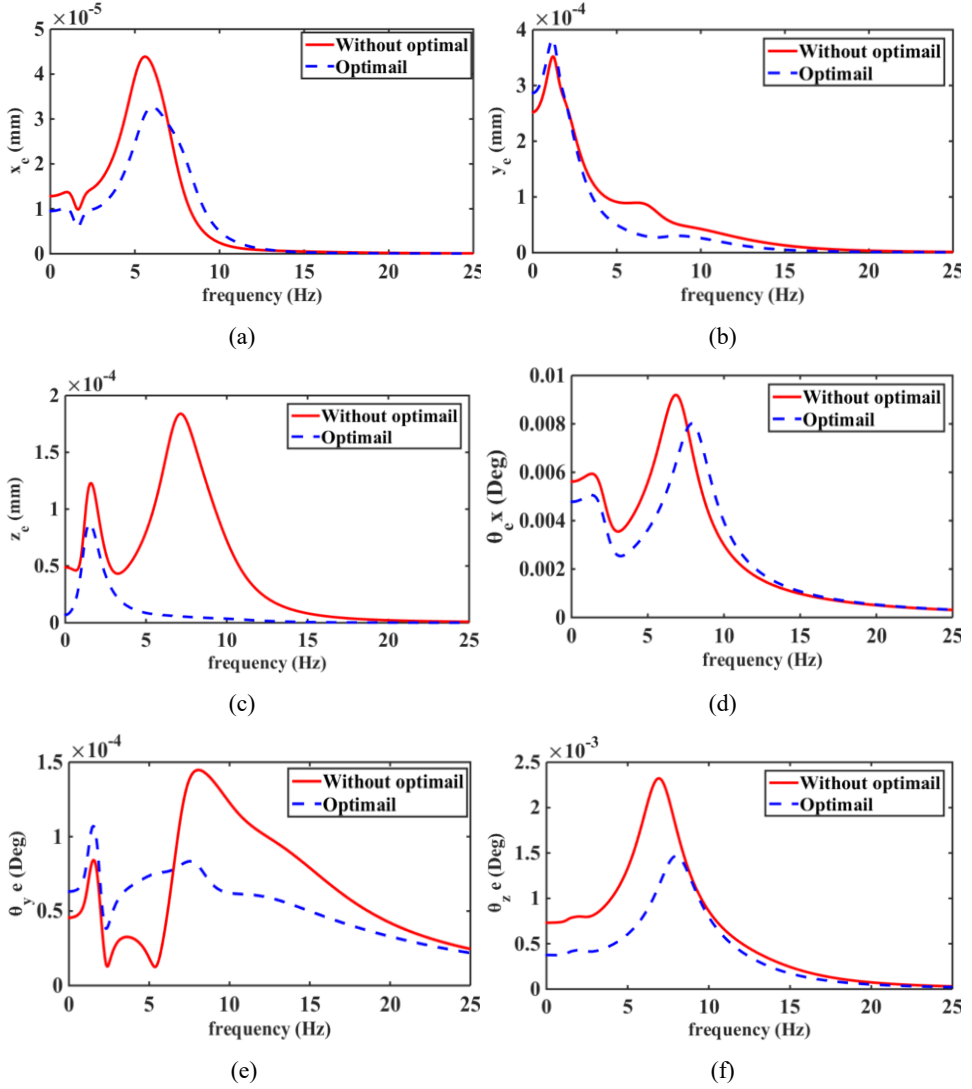 ×10⁻⁵
5
4
3
2
1
0
x_e (mm)
Without optimal
Optimail
0 5 10 15 20 25
frequency (Hz)
(a)
×10⁻⁴
4
3
2
1
0
y_e (mm)
Without optimail
Optimail
0 5 10 15 20 25
frequency (Hz)
(b)
×10⁻⁴
2
1.5
1
0.5
0
z_e (mm)
Without optimail
Optimail
0 5 10 15 20 25
frequency (Hz)
(c)
0.01
0.008
0.006
0.004
0.002
0
θ_e x (Deg)
Without optimail
Optimail
0 5 10 15 20 25
frequency (Hz)
(d)
×10⁻⁴
1.5
1
0.5
0
θ_y e (Deg)
Without optimail
Optimail
0 5 10 15 20 25
frequency (Hz)
(e)
×10⁻³
2.5
2
1.5
1
0.5
0
θ_z e (Deg)
Without optimail
Optimail
0 5 10 15 20 25
frequency (Hz)
(f)